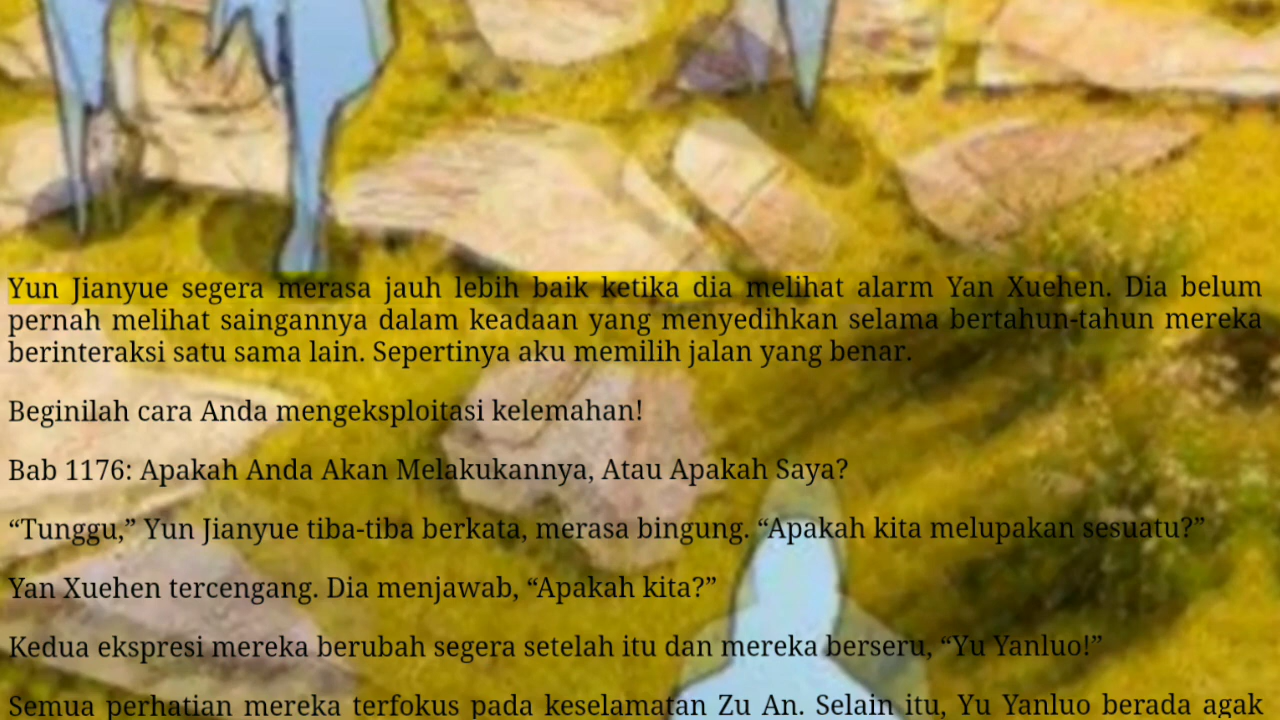 Yun Jianyue segera merasa jauh lebih baik ketika dia melihat alarm Yan Xuehen. Dia belum
pernah melihat saingannya dalam keadaan yang menyedihkan selama bertahun-tahun mereka
berinteraksi satu sama lain. Sepertinya aku memilih jalan yang benar.
Beginilah cara Anda mengeksploitasi kelemahan!
Bab 1176: Apakah Anda Akan Melakukannya, Atau Apakah Saya?
“Tunggu,” Yun Jianyue tiba-tiba berkata, merasa bingung. “Apakah kita melupakan sesuatu?”
Yan Xuehen tercengang. Dia menjawab, “Apakah kita?”
Kedua ekspresi mereka berubah segera setelah itu dan mereka berseru, “Yu Yanluo!”
Semua perhatian mereka terfokus pada keselamatan Zu An. Selain itu, Yu Yanluo berada agak